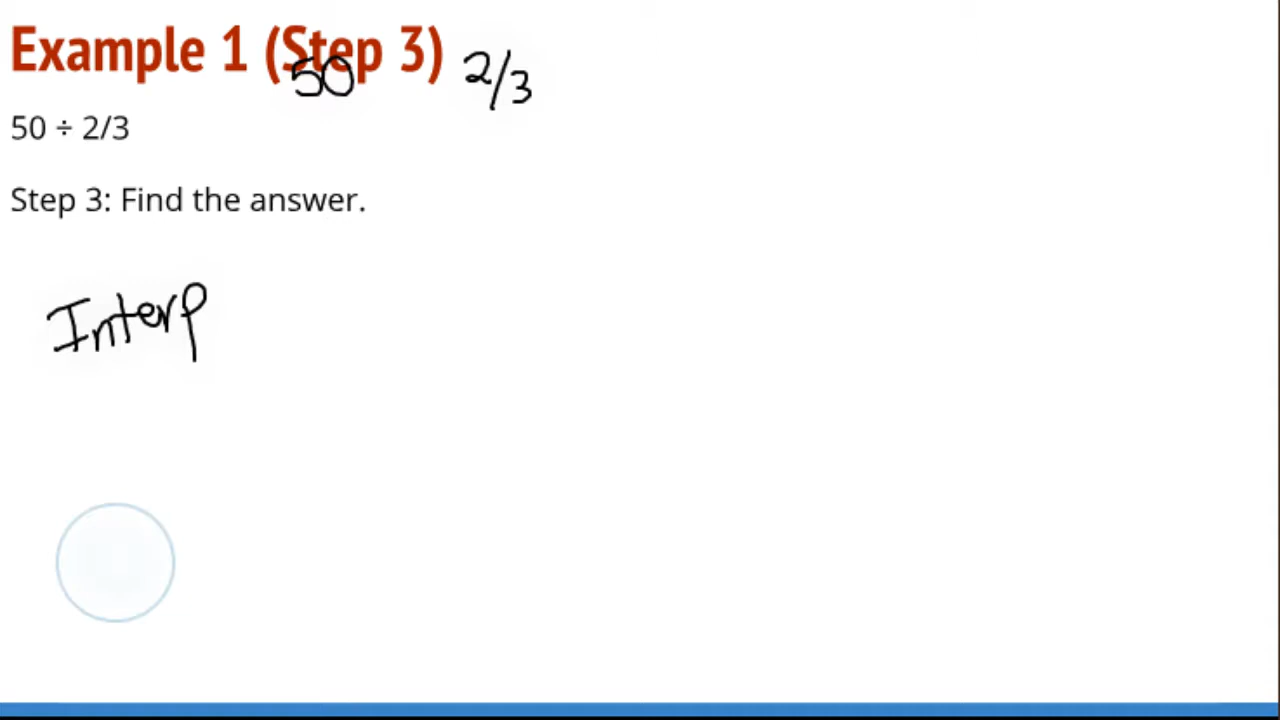 Example 1 (Step 3)
50 2/3
50 ÷ 2/3
Step 3: Find the answer.
Interp